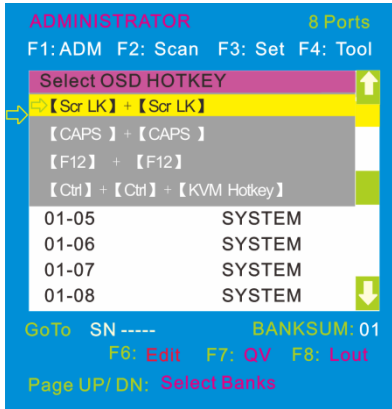 ADMINISTRATOR 8 Ports
F1: ADM F2: Scan F3: Set F4: Tool
Select OSD HOTKEY
【Scr LK】+【Scr LK】
【CAPS 】+【CAPS 】
【F12】 + 【F12】
【Ctrl】+【Ctrl】+【KVM Hotkey】
01-05 SYSTEM
01-06 SYSTEM
01-07 SYSTEM
01-08 SYSTEM
GoTo SN ----- BANKSUM: 01
F6: Edit F7: QV F8: Lout
Page UP/ DN: Select Banks